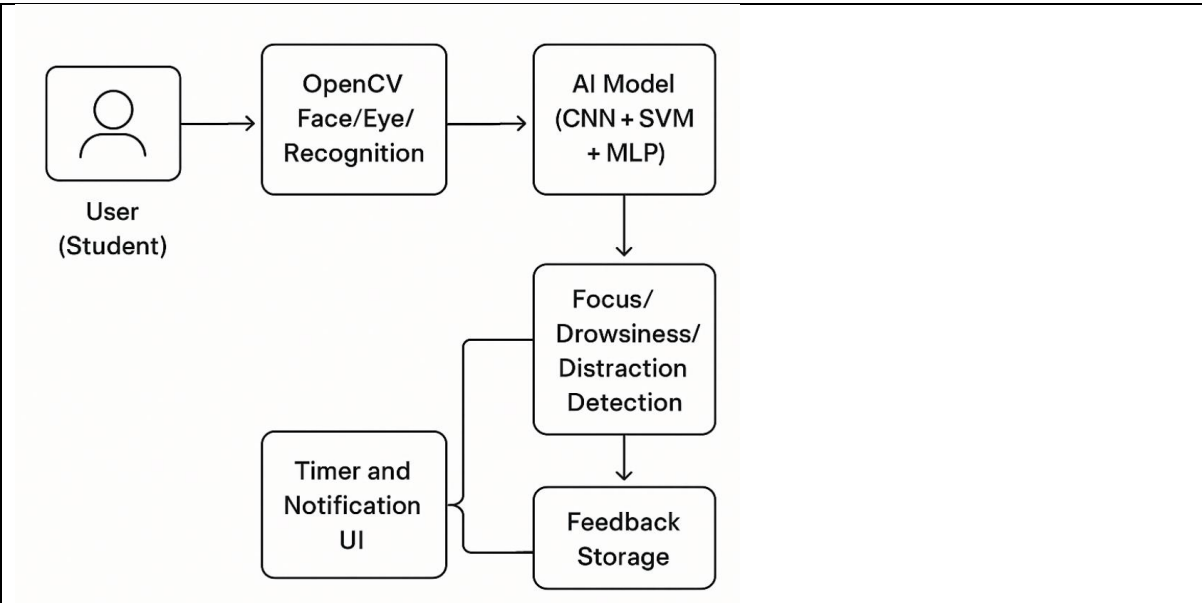 User
(Student)
OpenCV
Face/Eye/
Recognition
AI Model
(CNN + SVM
+ MLP)
Focus/
Drowsiness/
Distraction
Detection
Timer and
Notification
UI
Feedback
Storage